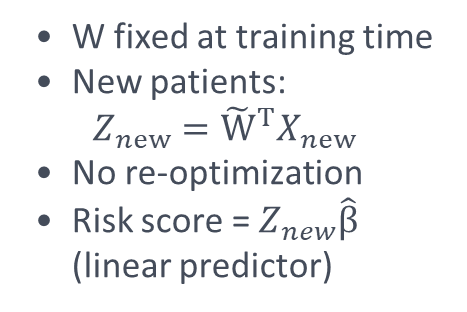 • W fixed at training time
• New patients:
Z_new = W̃ᵀX_new
• No re-optimization
• Risk score = Z_new β̂
(linear predictor)